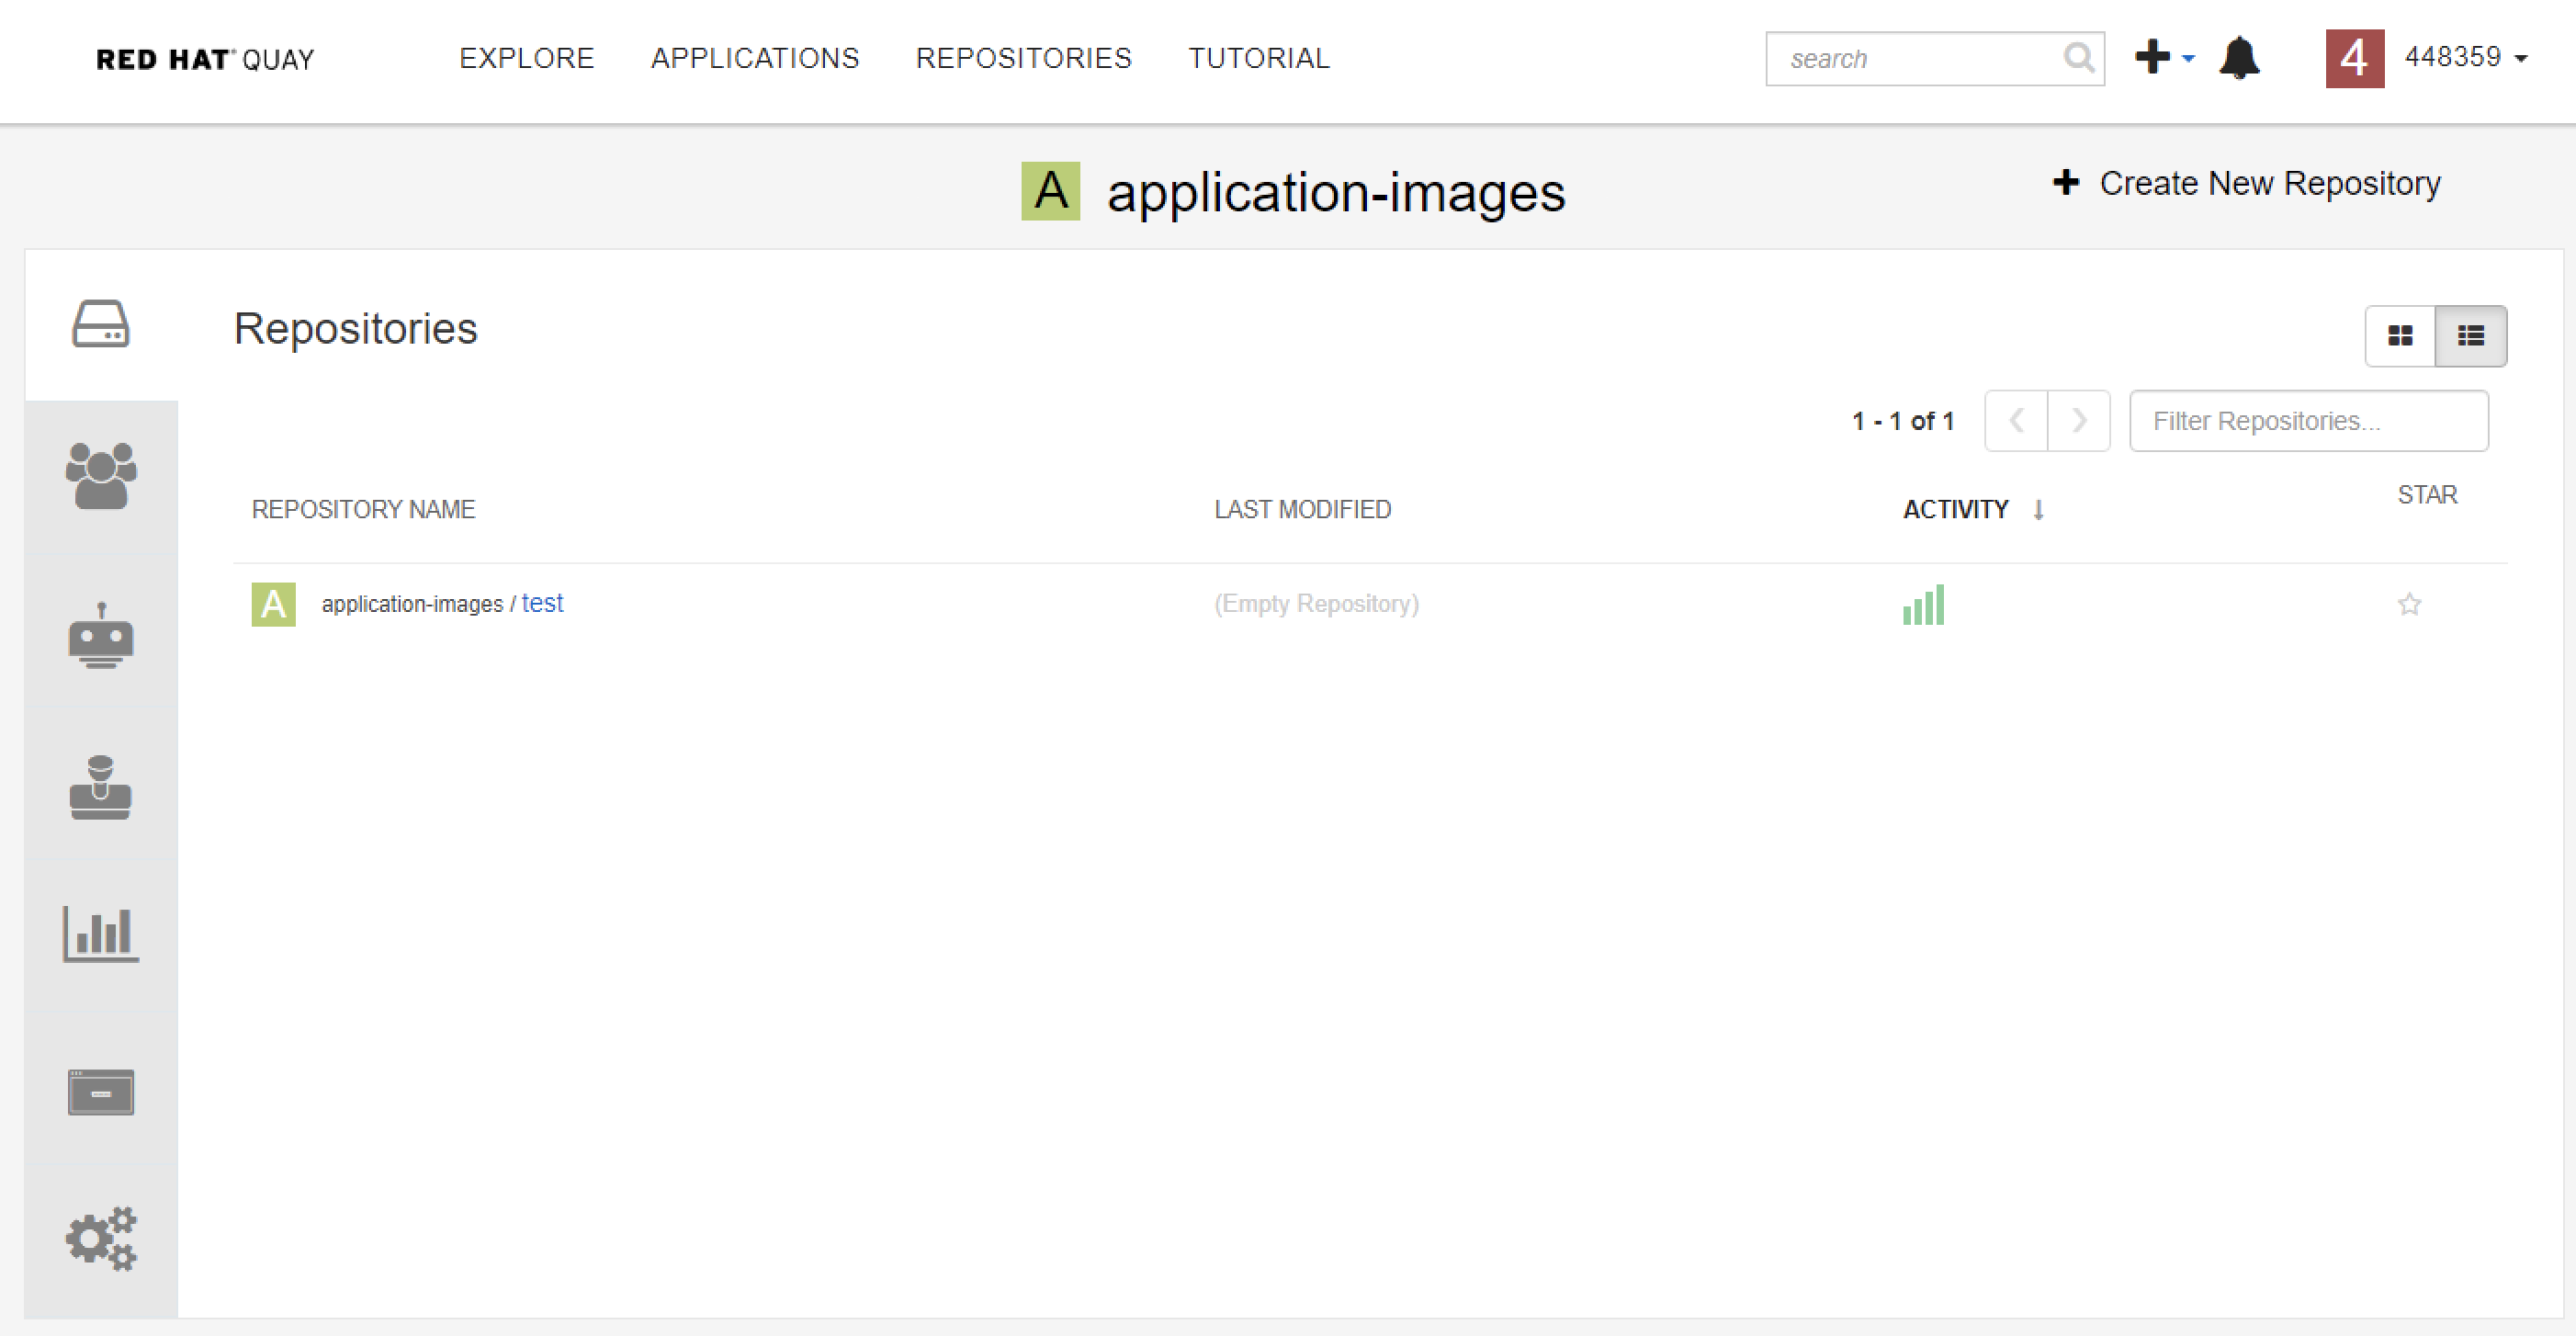 RED HAT® QUAY EXPLORE APPLICATIONS REPOSITORIES TUTORIAL search 4 448359
A application-images + Create New Repository
Repositories
1 - 1 of 1 Filter Repositories...
REPOSITORY NAME LAST MODIFIED ACTIVITY STAR
A application-images / test (Empty Repository)